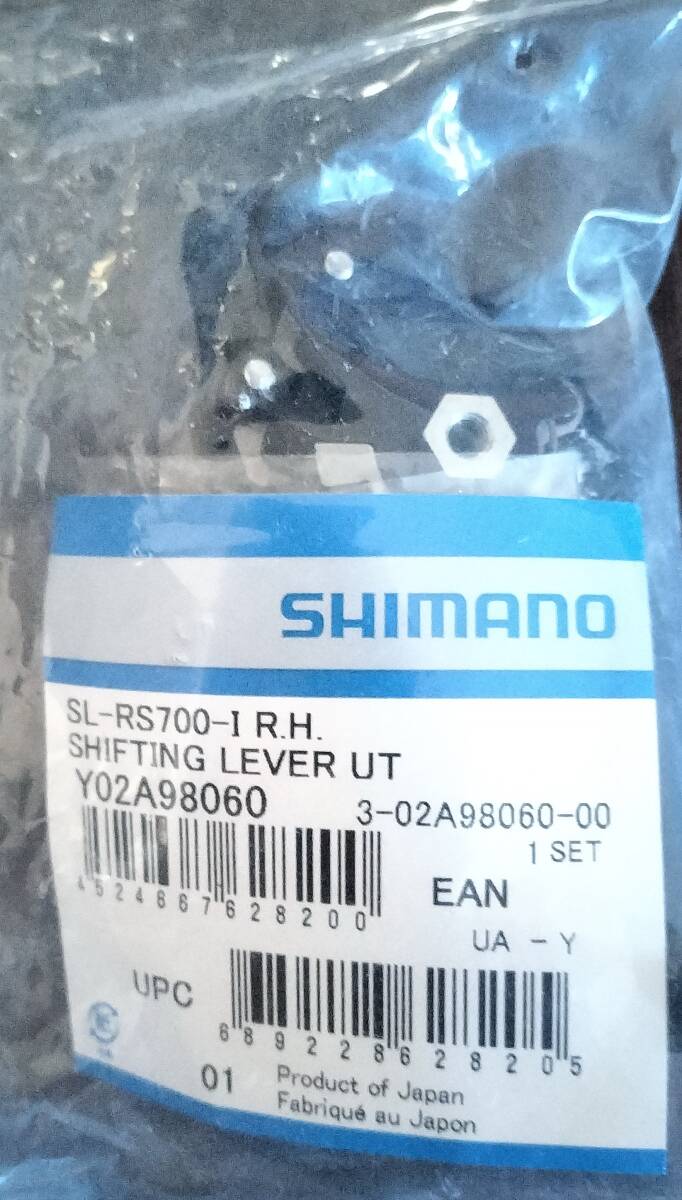 SHIMANO
SL-RS700-I R.H.
SHIFTING LEVER UT
Y02A98060 3-02A98060-00
1 SET
4524667628200
EAN
UA - Y
UPC
689228628205
01 Product of Japan
Fabriqué au Japon